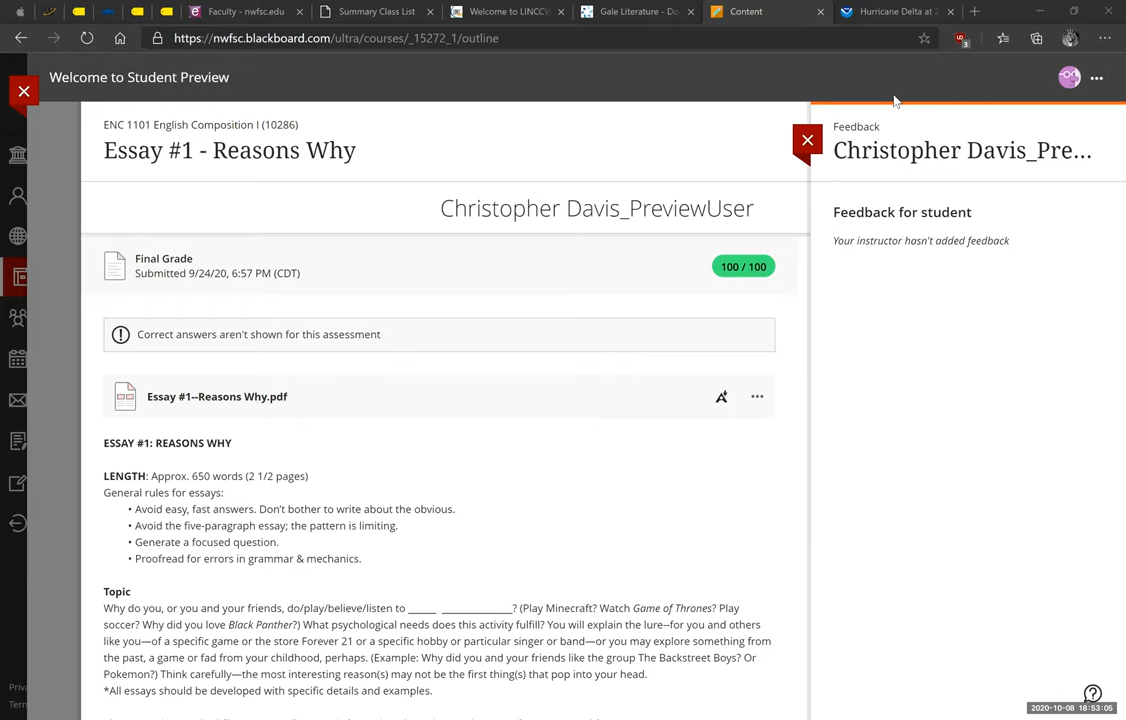 Faculty - nwfsc.edu
Summary Class List
Welcome to LINCCW
Gale Literature - Do
Content
Hurricane Delta at 2
https://nwfsc.blackboard.com/ultra/courses/_15272_1/outline
3
Welcome to Student Preview
ENC 1101 English Composition I (10286)
Essay #1 - Reasons Why
Feedback
Christopher Davis_Pre...
Christopher Davis_PreviewUser
Feedback for student
Your instructor hasn't added feedback
Final Grade
Submitted 9/24/20, 6:57 PM (CDT)
100 / 100
Correct answers aren't shown for this assessment
Essay #1--Reasons Why.pdf
ESSAY #1: REASONS WHY
LENGTH: Approx. 650 words (2 1/2 pages)
General rules for essays:
• Avoid easy, fast answers. Don't bother to write about the obvious.
• Avoid the five-paragraph essay; the pattern is limiting.
• Generate a focused question.
• Proofread for errors in grammar & mechanics.
Topic
Why do you, or you and your friends, do/play/believe/listen to _____ _____________? (Play Minecraft? Watch Game of Thrones? Play
soccer? Why did you love Black Panther?) What psychological needs does this activity fulfill? You will explain the lure--for you and others
like you—of a specific game or the store Forever 21 or a specific hobby or particular singer or band—or you may explore something from
the past, a game or fad from your childhood, perhaps. (Example: Why did you and your friends like the group The Backstreet Boys? Or
Pokemon?) Think carefully—the most interesting reason(s) may not be the first thing(s) that pop into your head.
*All essays should be developed with specific details and examples.
Priva
Term
2020-10-08 18:53:05